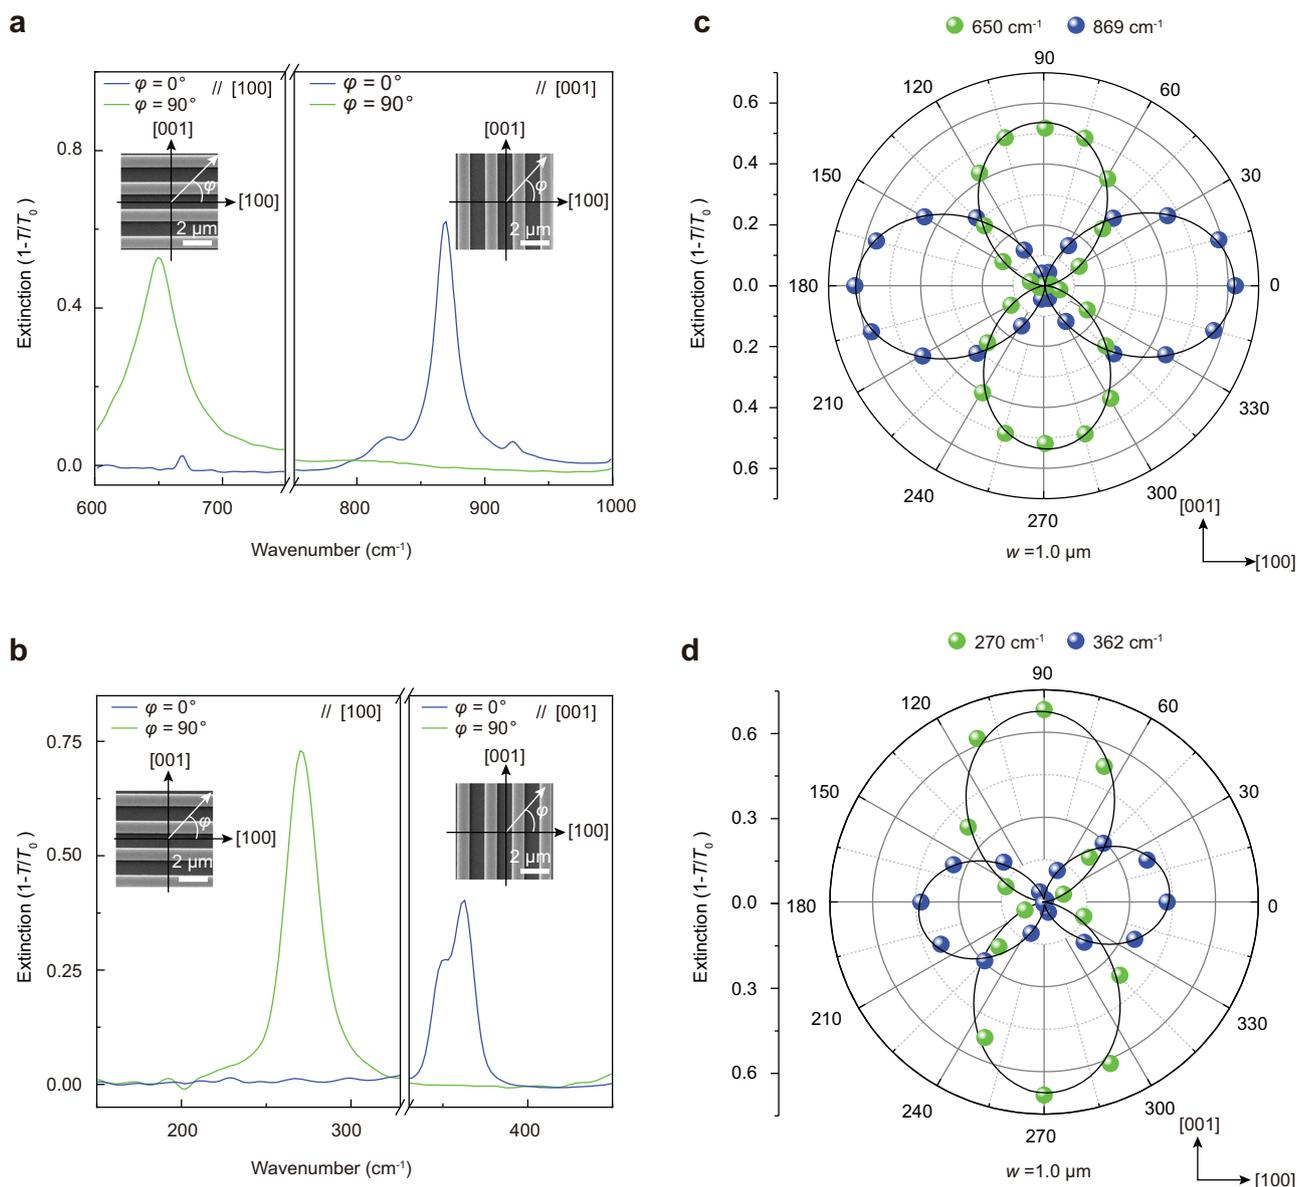 a
φ = 0°
φ = 90°
// [100]
φ = 0°
φ = 90°
// [001]
[001]
[100]
φ
2 µm
[001]
[100]
φ
2 µm
0.8
0.4
0.0
Extinction (1-T/T₀ )
600
700
800
900
1000
Wavenumber (cm⁻¹)
c
650 cm⁻¹
869 cm⁻¹
90
120
60
150
30
180
0
210
330
240
300
270
0.6
0.4
0.2
0.0
0.2
0.4
0.6
Extinction (1-T/T₀ )
w =1.0 µm
[001]
[100]
b
φ = 0°
φ = 90°
// [100]
φ = 0°
φ = 90°
// [001]
[001]
[100]
φ
2 µm
[001]
[100]
φ
2 µm
0.75
0.50
0.25
0.00
Extinction (1-T/T₀ )
200
300
400
Wavenumber (cm⁻¹)
d
270 cm⁻¹
362 cm⁻¹
90
120
60
150
30
180
0
210
330
240
300
270
0.6
0.3
0.0
0.3
0.6
Extinction (1-T/T₀ )
w =1.0 µm
[001]
[100]